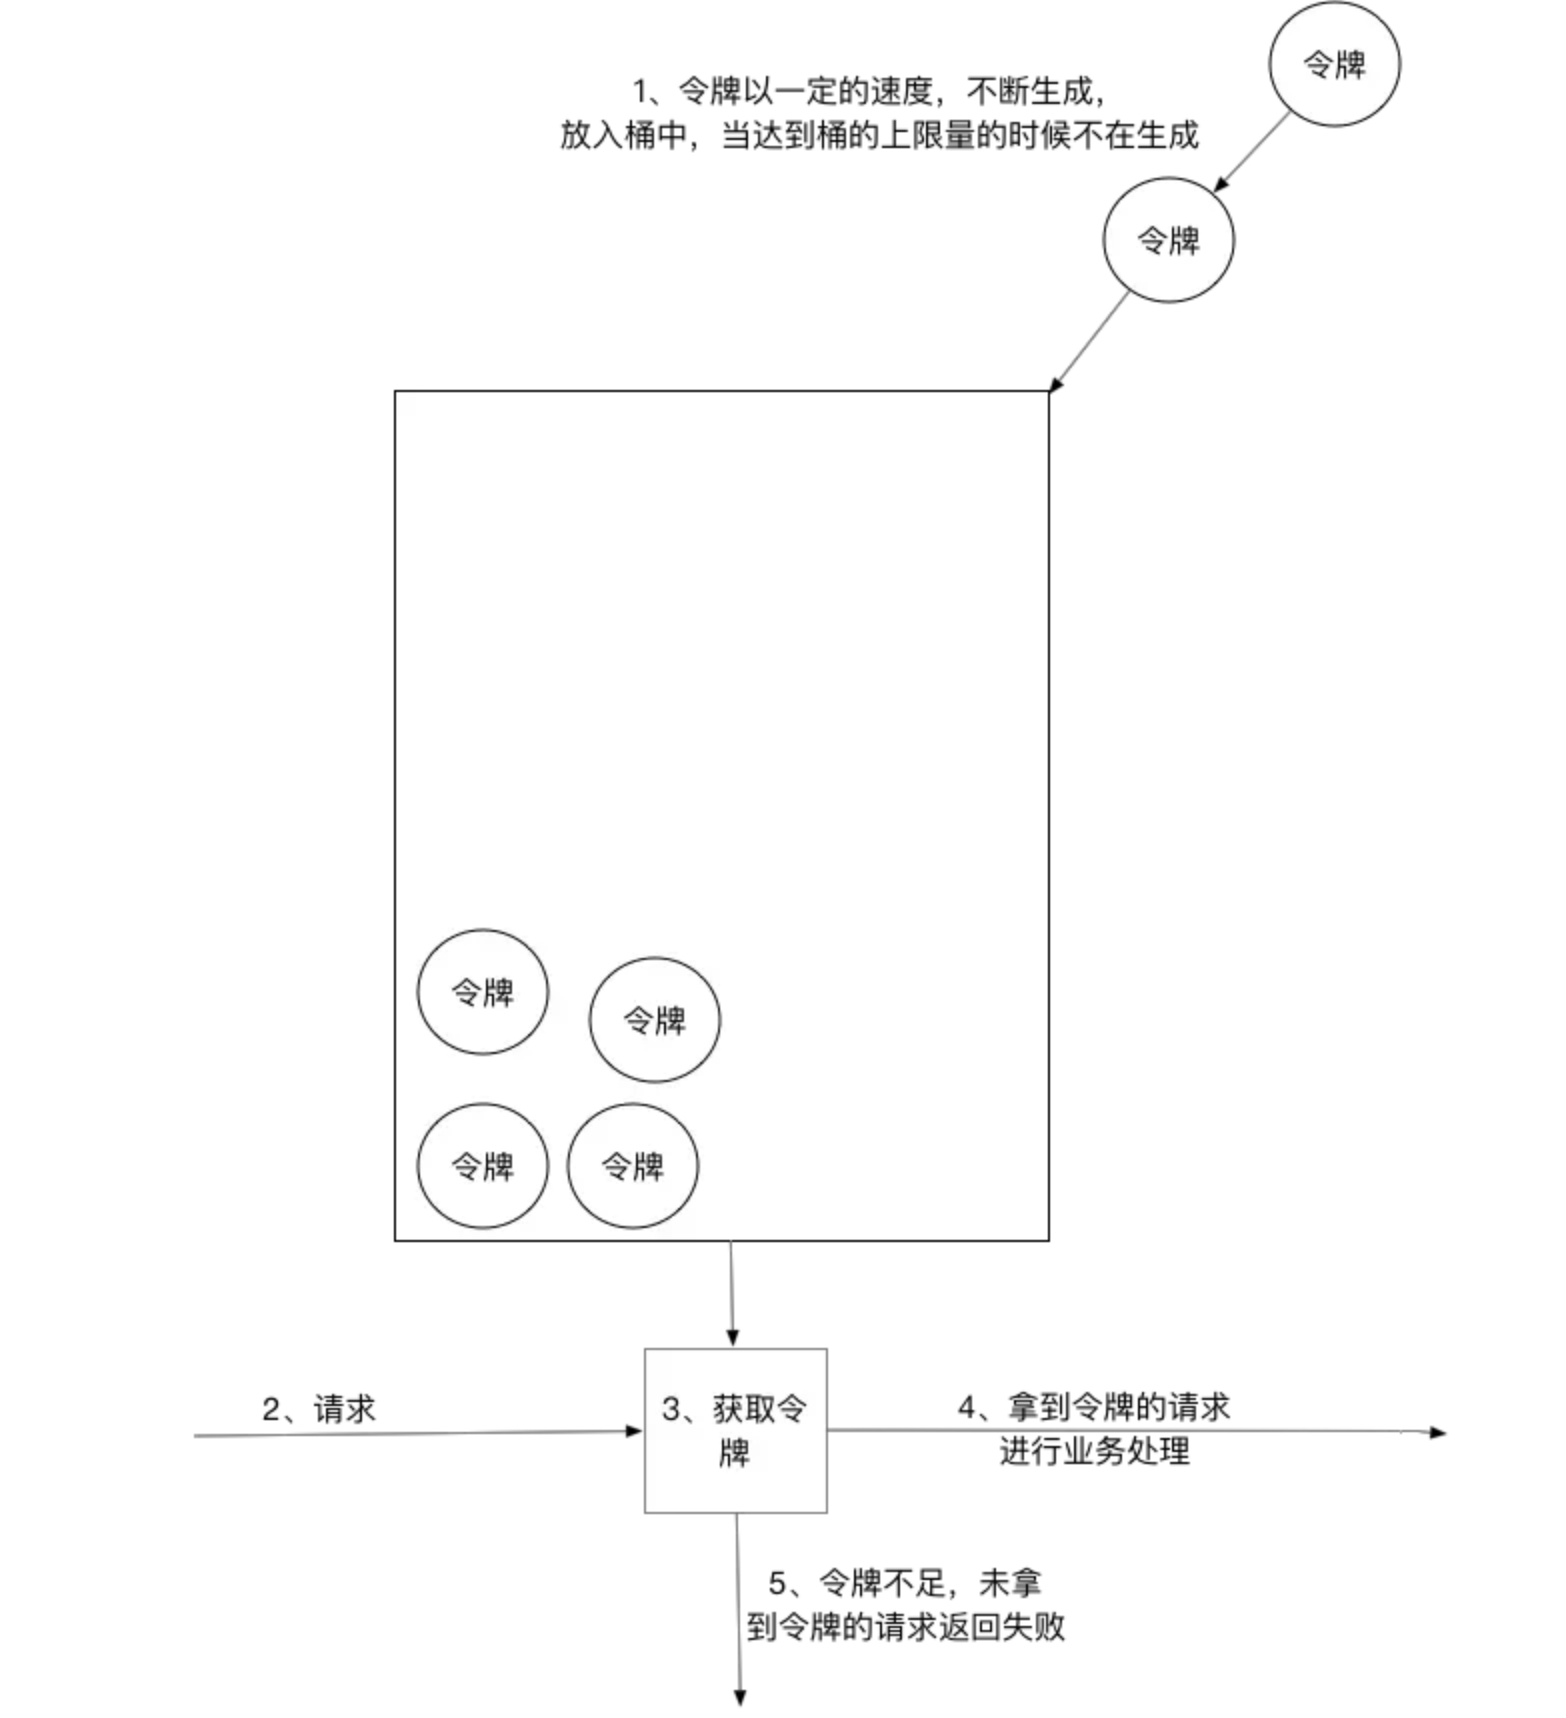 令牌
1、令牌以一定的速度，不断生成，
放入桶中，当达到桶的上限量的时候不在生成
令牌
令牌
令牌
令牌
令牌
2、请求
3、获取令
牌
4、拿到令牌的请求
进行业务处理
5、令牌不足，未拿
到令牌的请求返回失败